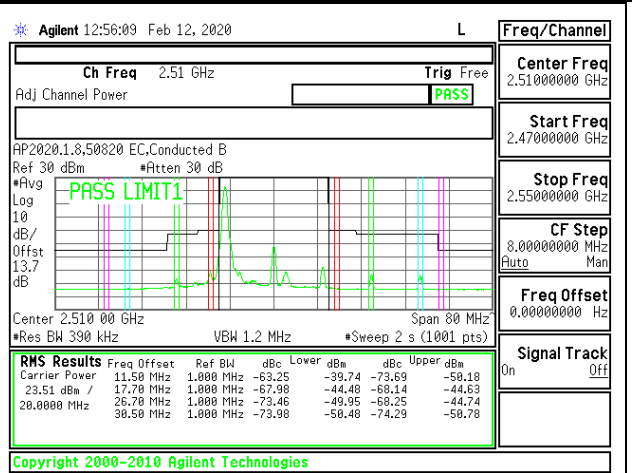 Agilent 12:56:09 Feb 12, 2020 L
Freq/Channel
Ch Freq 2.51 GHz Trig Free
Adj Channel Power PASS
Center Freq
2.51000000 GHz
Start Freq
2.47000000 GHz
Stop Freq
2.55000000 GHz
CF Step
8.00000000 MHz
Auto Man
Freq Offset
0.00000000 Hz
Signal Track
On Off
AP2020.1.8,50820 EC,Conducted B
Ref 30 dBm #Atten 30 dB
#Avg
Log
10
dB/
Offst
13.7
dB
PASS LIMIT1
Center 2.510 00 GHz Span 80 MHz
#Res BW 390 kHz VBW 1.2 MHz #Sweep 2 s (1001 pts)
RMS Results Freq Offset Ref BW dBc Lower dBm dBc Upper dBm
Carrier Power 11.50 MHz 1.000 MHz -63.25 -39.74 -73.69 -50.18
23.51 dBm / 17.70 MHz 1.000 MHz -67.98 -44.48 -68.14 -44.63
20.0000 MHz 26.70 MHz 1.000 MHz -73.46 -49.95 -68.25 -44.74
30.50 MHz 1.000 MHz -73.98 -50.48 -74.29 -50.78
Copyright 2000-2010 Agilent Technologies